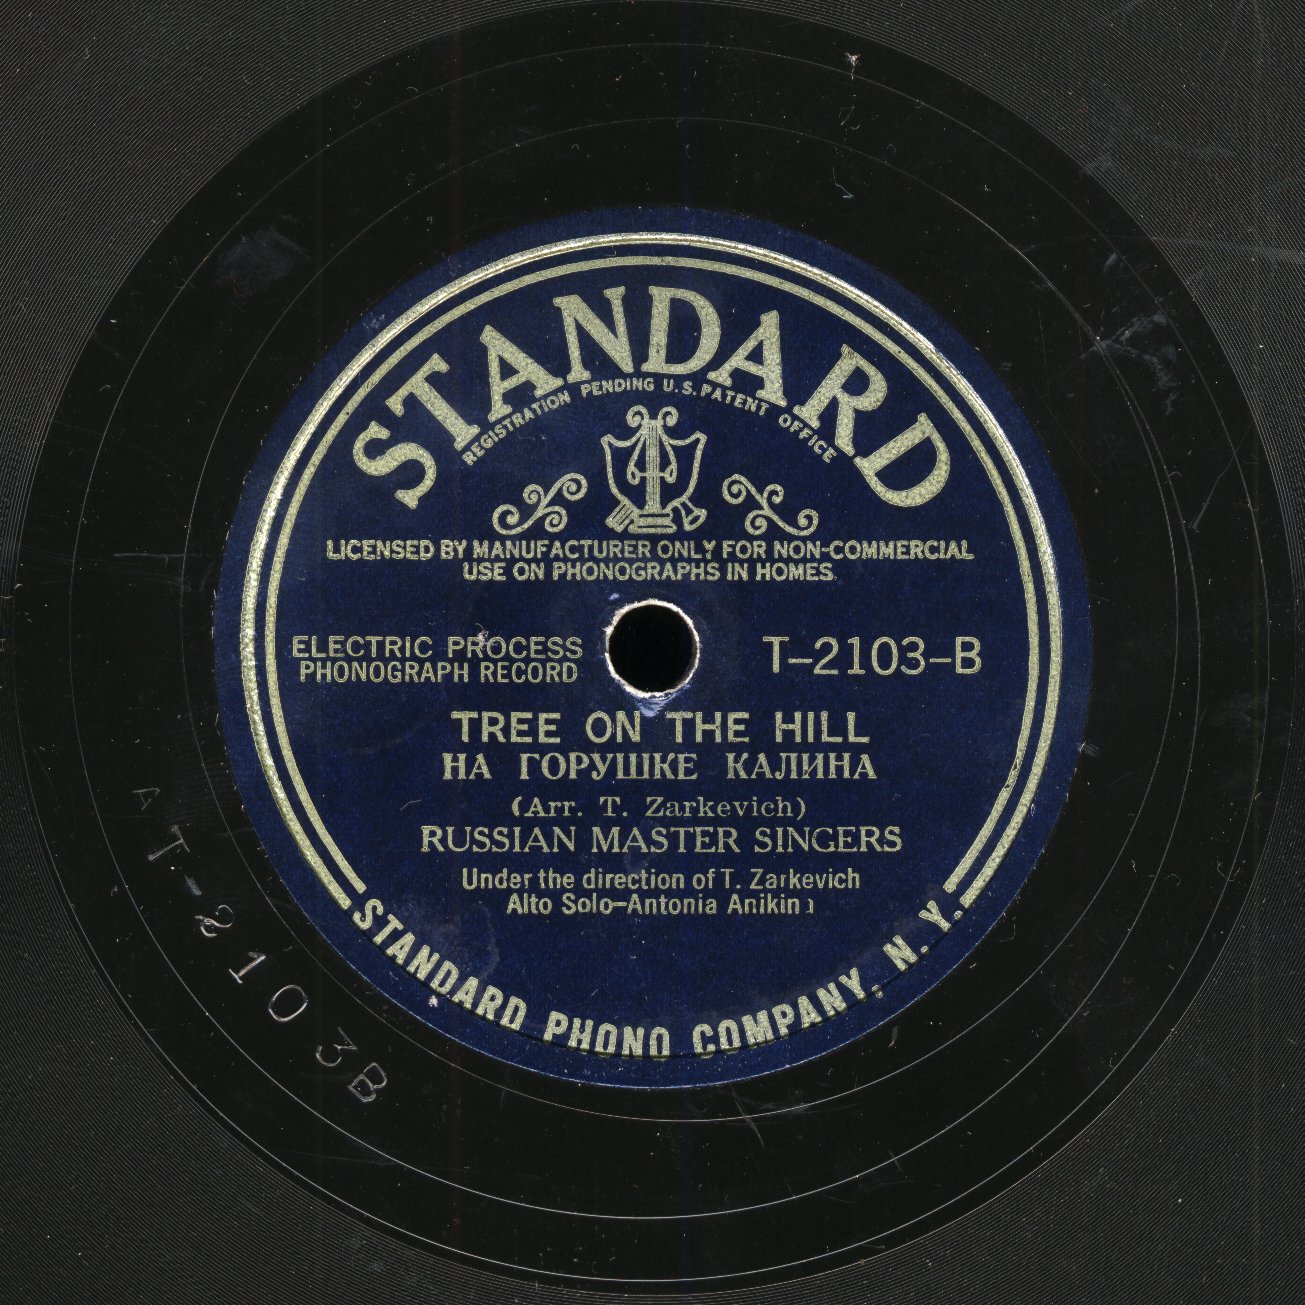 STANDARD
REGISTRATION PENDING U.S. PATENT OFFICE
LICENSED BY MANUFACTURER ONLY FOR NON-COMMERCIAL
USE ON PHONOGRAPHS IN HOMES.
ELECTRIC PROCESS
PHONOGRAPH RECORD
T-2103-B
TREE ON THE HILL
НА ГОРУШКЕ КАЛИНА
(Arr. T. Zarkevich)
RUSSIAN MASTER SINGERS
Under the direction of T. Zarkevich
Alto Solo-Antonia
STANDARD PHONO COMPANY, N. Y.
A T-2103B